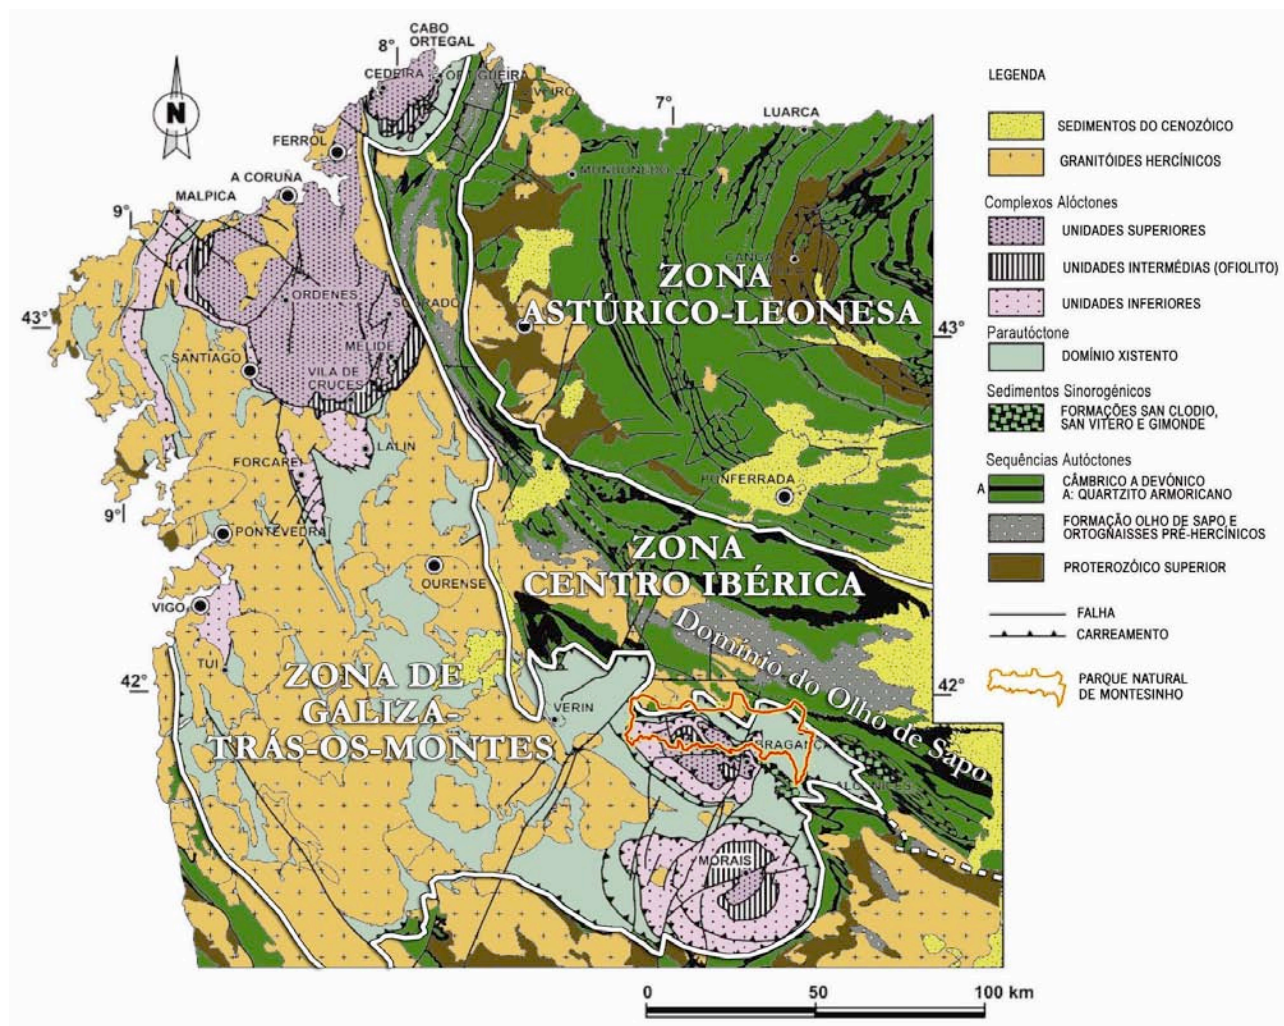 CABO
ORTEGAL
8°
CEDEIRA
ORTIGUEIRA
VIVEIRO
7°
LUARCA
N
FERROL
A CORUÑA
MONDOÑEDO
MALPICA
9°
ZONA
ASTÚRICO-LEONESA
ORDENES
SOBRADO
43°
43°
MELIDE
SANTIAGO
VILA DE
CRUCES
LALIN
FORCAREI
PONFERRADA
9°
PONTEVEDRA
ZONA
CENTRO IBÉRICA
OURENSE
VIGO
Domínio do Olho de Sapo
TUI
ZONA DE
GALIZA-
TRÁS-OS-MONTES
42°
42°
VERIN
BRAGANÇA
MORAIS
0 50 100 km
LEGENDA
SEDIMENTOS DO CENOZÓICO
GRANITÓIDES HERCÍNICOS
Complexos Alóctones
UNIDADES SUPERIORES
UNIDADES INTERMÉDIAS (OFIOLITO)
UNIDADES INFERIORES
Parautóctone
DOMÍNIO XISTENTO
Sedimentos Sinorogénicos
FORMAÇÕES SAN CLODIO,
SAN VITERO E GIMONDE
Sequências Autóctones
A
CÂMBRICO A DEVÓNICO
A: QUARTZITO ARMORICANO
FORMAÇÃO OLHO DE SAPO E
ORTOGNAISSES PRÉ-HERCÍNICOS
PROTEROZÓICO SUPERIOR
FALHA
CARREAMENTO
PARQUE NATURAL
DE MONTESINHO